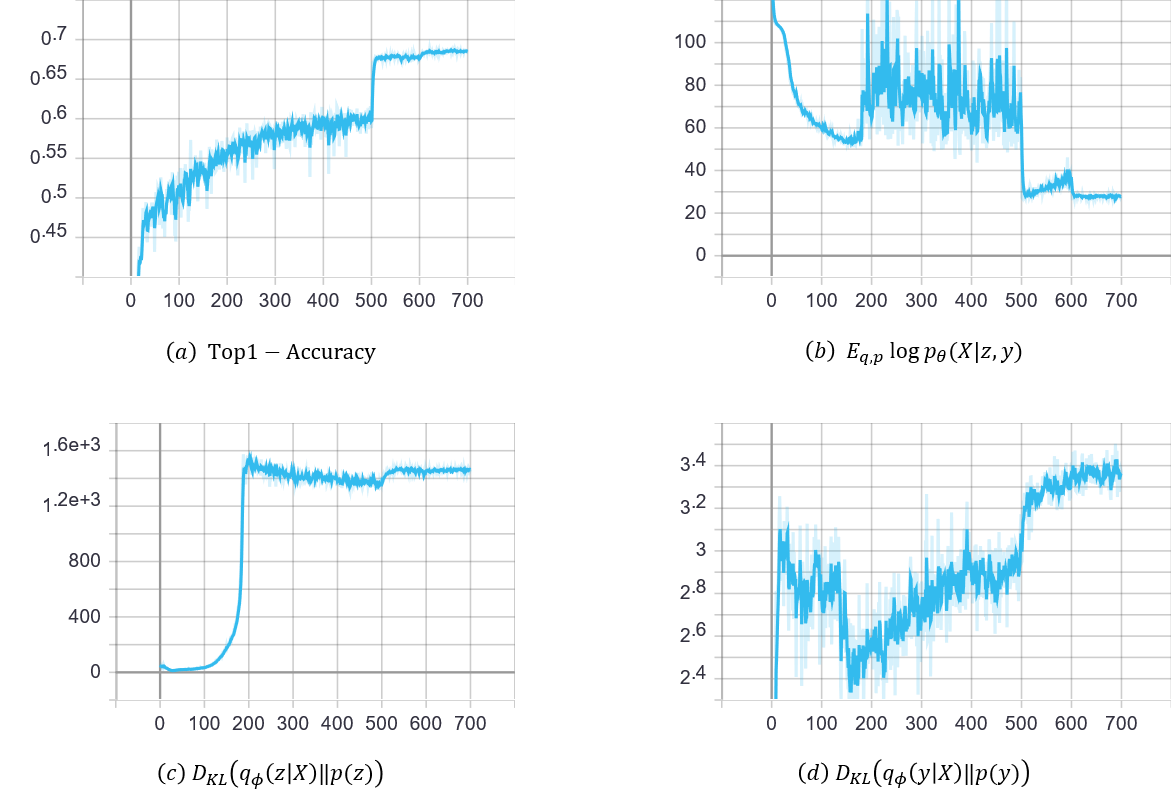 0.7
0.65
0.6
0.55
0.5
0.45
0 100 200 300 400 500 600 700
(a) Top1 − Accuracy
100
80
60
40
20
0
0 100 200 300 400 500 600 700
(b) E_{q,p} log p_θ(X|z, y)
1.6e+3
1.2e+3
800
400
0
0 100 200 300 400 500 600 700
(c) D_{KL}(q_ϕ(z|X)‖p(z))
3.4
3.2
3
2.8
2.6
2.4
0 100 200 300 400 500 600 700
(d) D_{KL}(q_ϕ(y|X)‖p(y))